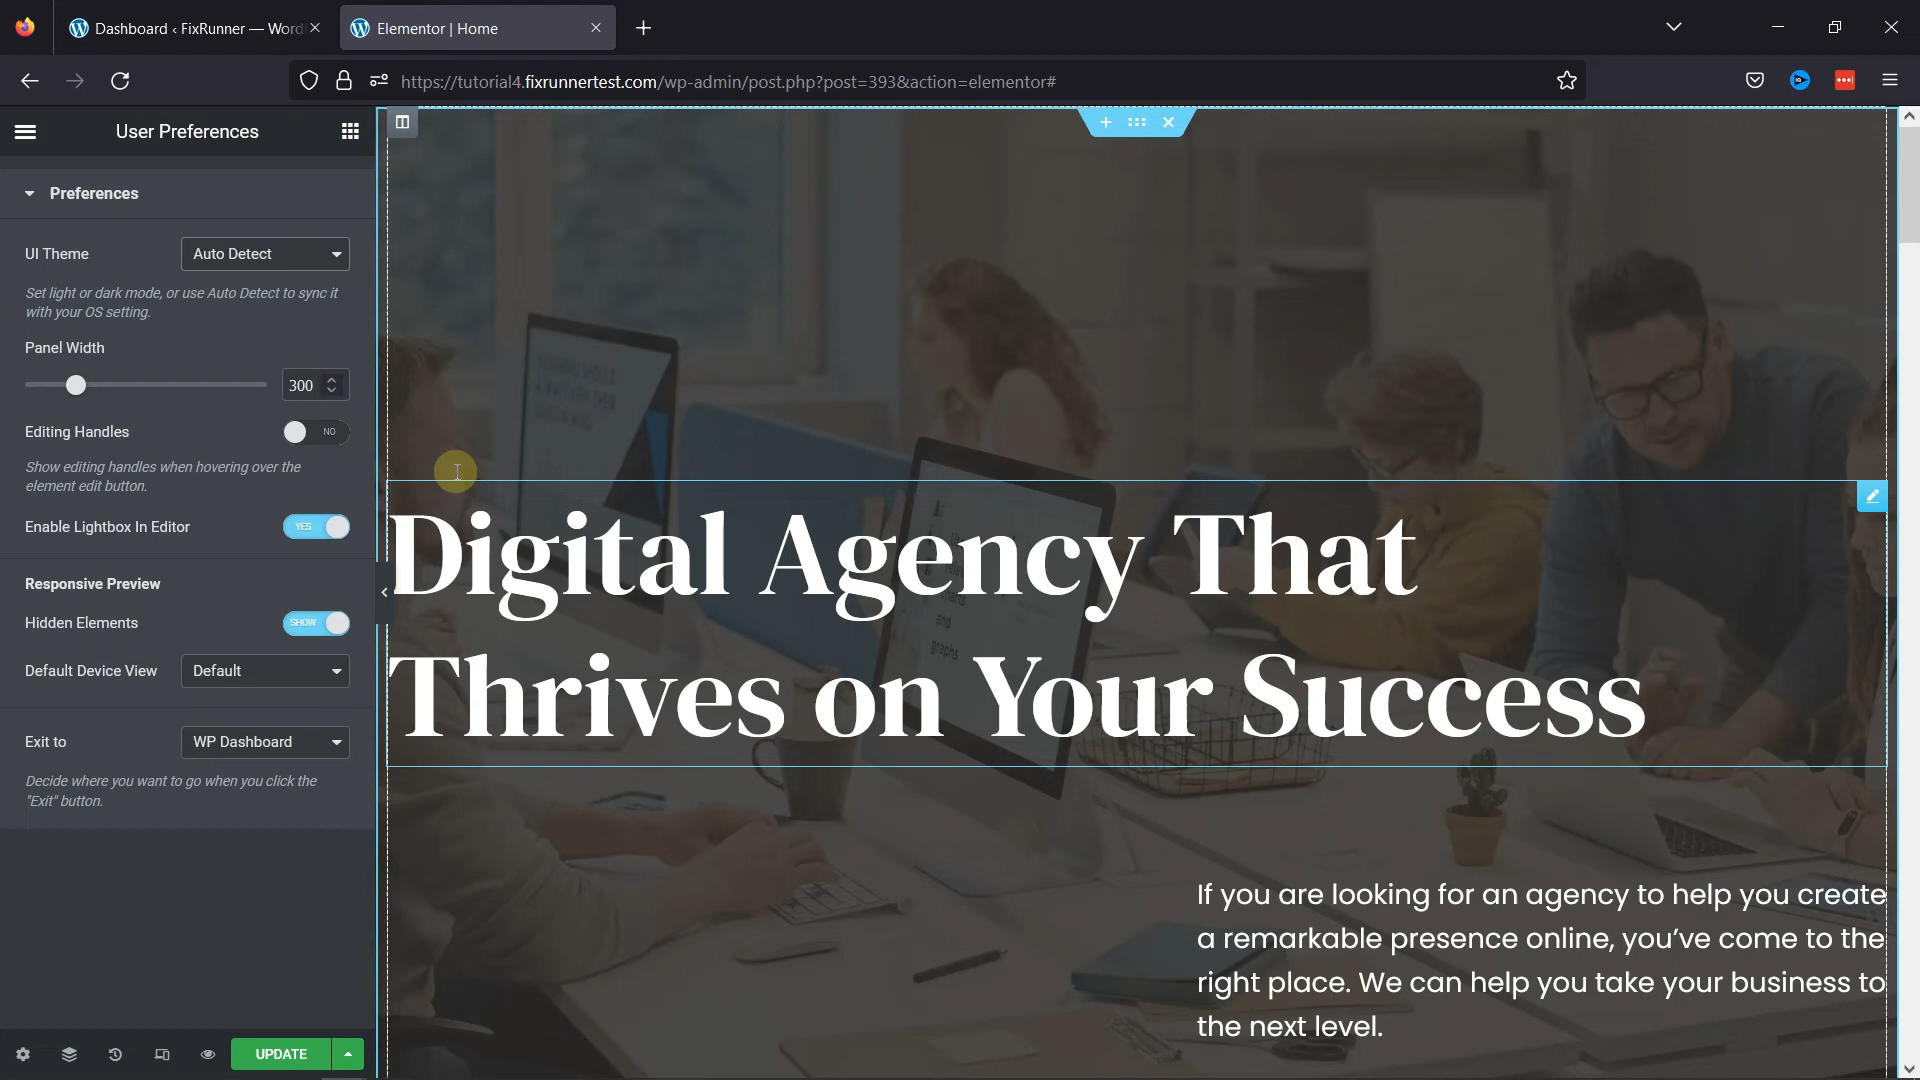 Dashboard ‹ FixRunner — Word
Elementor | Home
https://tutorial4.fixrunnertest.com/wp-admin/post.php?post=393&action=elementor#
User Preferences
Preferences
UI Theme
Auto Detect
Set light or dark mode, or use Auto Detect to sync it
with your OS setting.
Panel Width
300
Editing Handles
NO
Show editing handles when hovering over the
element edit button.
Enable Lightbox In Editor
YES
Responsive Preview
Hidden Elements
SHOW
Default Device View
Default
Exit to
WP Dashboard
Decide where you want to go when you click the
"Exit" button.
UPDATE
Digital Agency That
Thrives on Your Success
If you are looking for an agency to help you create
a remarkable presence online, you've come to the
right place. We can help you take your business to
the next level.
charts
and
graphs